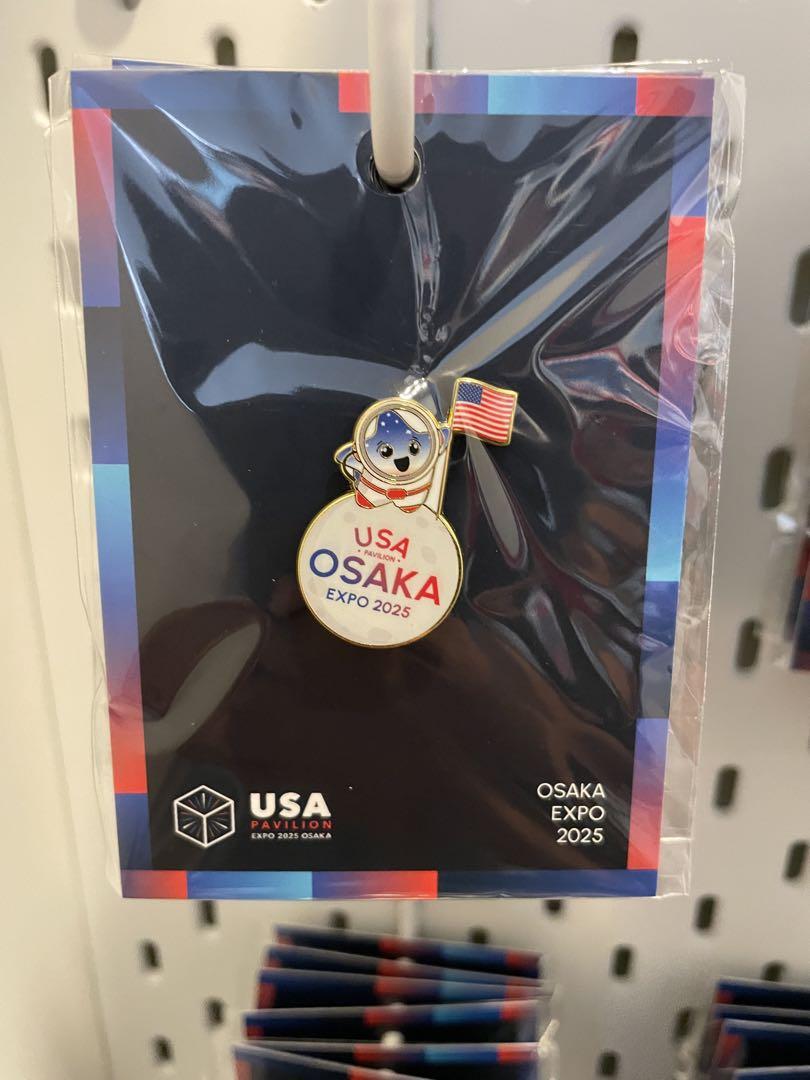 USA
• PAVILION •
OSAKA
EXPO 2025
USA
PAVILION
EXPO 2025 OSAKA
OSAKA
EXPO
2025